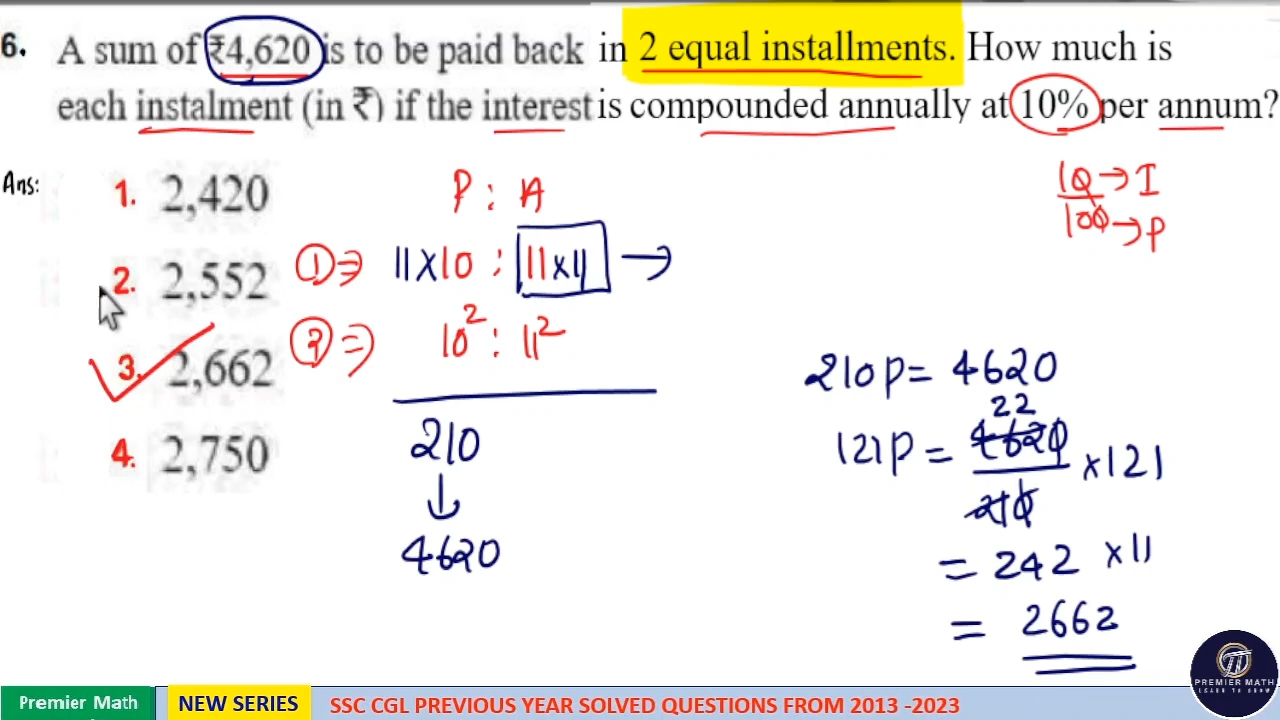 6. A sum of ₹4,620 is to be paid back in 2 equal installments. How much is
each instalment (in ₹) if the interest is compounded annually at 10% per annum?
Ans:
1. 2,420
2. 2,552
3. 2,662
4. 2,750
P : A
① ⇒ 11×10 : 11×11 →
② ⇒ 10² : 11²
210
↓
4620
10 → I
100 → P
210P = 4620
22
121P = 4620/210 ×121
= 242 ×11
= 2662
PREMIER MATH
LEARN TO GROW
Premier Math
NEW SERIES
SSC CGL PREVIOUS YEAR SOLVED QUESTIONS FROM 2013 -2023